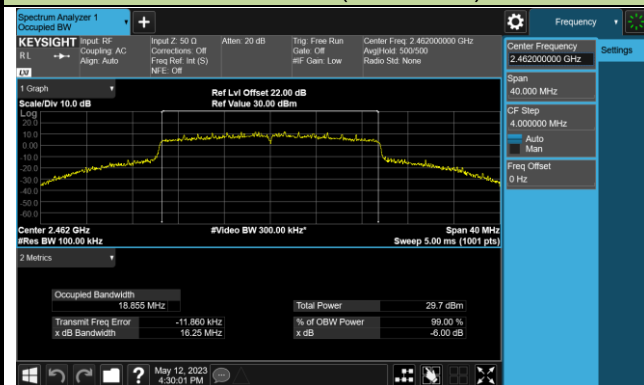 Spectrum Analyzer 1
Occupied BW
Frequency
KEYSIGHT
RL
Input: RF
Coupling: AC
Align: Auto
Input Z: 50 Ω
Corrections: Off
Freq Ref: Int (S)
NFE: Off
Atten: 20 dB
Trig: Free Run
Gate: Off
#IF Gain: Low
Center Freq: 2.462000000 GHz
Avg|Hold: 500/500
Radio Std: None
LXI
Center Frequency
2.462000000 GHz
Settings
Span
40.000 MHz
CF Step
4.000000 MHz
Auto
Man
Freq Offset
0 Hz
1 Graph
Scale/Div 10.0 dB
Ref Lvl Offset 22.00 dB
Ref Value 30.00 dBm
Log
20.0
10.0
0.00
-10.0
-20.0
-30.0
-40.0
-50.0
-60.0
Center 2.462 GHz
#Video BW 300.00 kHz*
Span 40 MHz
#Res BW 100.00 kHz
Sweep 5.00 ms (1001 pts)
2 Metrics
Occupied Bandwidth
18.855 MHz
Total Power
29.7 dBm
Transmit Freq Error
-11.860 kHz
% of OBW Power
99.00 %
x dB Bandwidth
16.25 MHz
x dB
-6.00 dB
?
May 12, 2023
4:30:01 PM